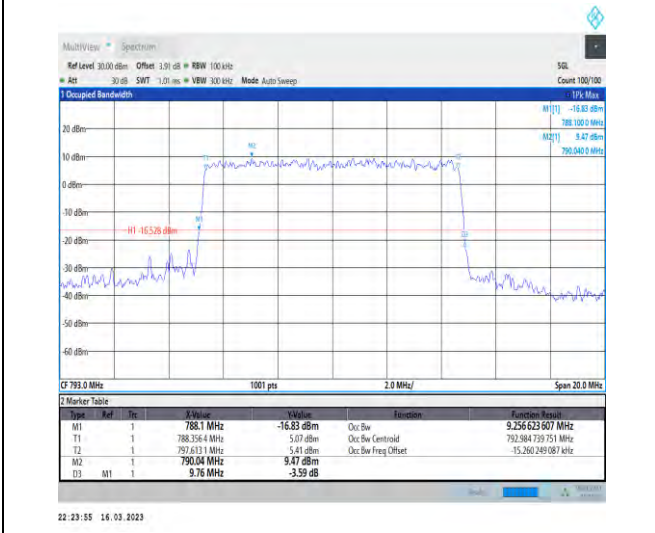 MultiView Spectrum
Ref Level 30.00 dBm Offset 3.91 dB RBW 100 kHz SGL
Att 30 dB SWT 1.01 ms VBW 300 kHz Mode Auto Sweep Count 100/100
1 Occupied Bandwidth 1Pk Max
M1[1] -16.83 dBm
788.100 0 MHz
M2[1] 9.47 dBm
790.040 0 MHz
20 dBm
M2
10 dBm
T1
0 dBm
-10 dBm
M1
H1 -16.528 dBm
D3
-20 dBm
-30 dBm
-40 dBm
-50 dBm
-60 dBm
CF 793.0 MHz 1001 pts 2.0 MHz/ Span 20.0 MHz
2 Marker Table
Type Ref Trc X-Value Y-Value Function Function Result
M1 1 788.1 MHz -16.83 dBm Occ Bw 9.256 623 607 MHz
T1 1 788.356 4 MHz 5.07 dBm Occ Bw Centroid 792.984 739 751 MHz
T2 1 797.613 1 MHz 5.41 dBm Occ Bw Freq Offset -15.260 249 087 kHz
M2 1 790.04 MHz 9.47 dBm
D3 M1 1 9.76 MHz -3.59 dB
22:23:55 16.03.2023